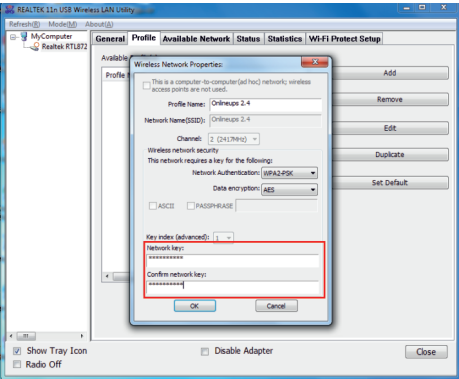 REALTEK 11n USB Wireless LAN Utility
Refresh(R) Mode(M) About(A)
MyComputer
Realtek RTL872
General Profile Available Network Status Statistics Wi-Fi Protect Setup
Available
Profile
Wireless Network Properties:
This is a computer-to-computer(ad hoc) network; wireless
access points are not used.
Profile Name: Onlineups 2.4
Network Name(SSID): Onlineups 2.4
Channel: 2 (2417MHz)
Wireless network security
This network requires a key for the following:
Network Authentication: WPA2-PSK
Data encryption: AES
ASCII PASSPHRASE
Key index (advanced): 1
Network key:
**********
Confirm network key:
**********
OK Cancel
Add
Remove
Edit
Duplicate
Set Default
Show Tray Icon
Radio Off
Disable Adapter
Close